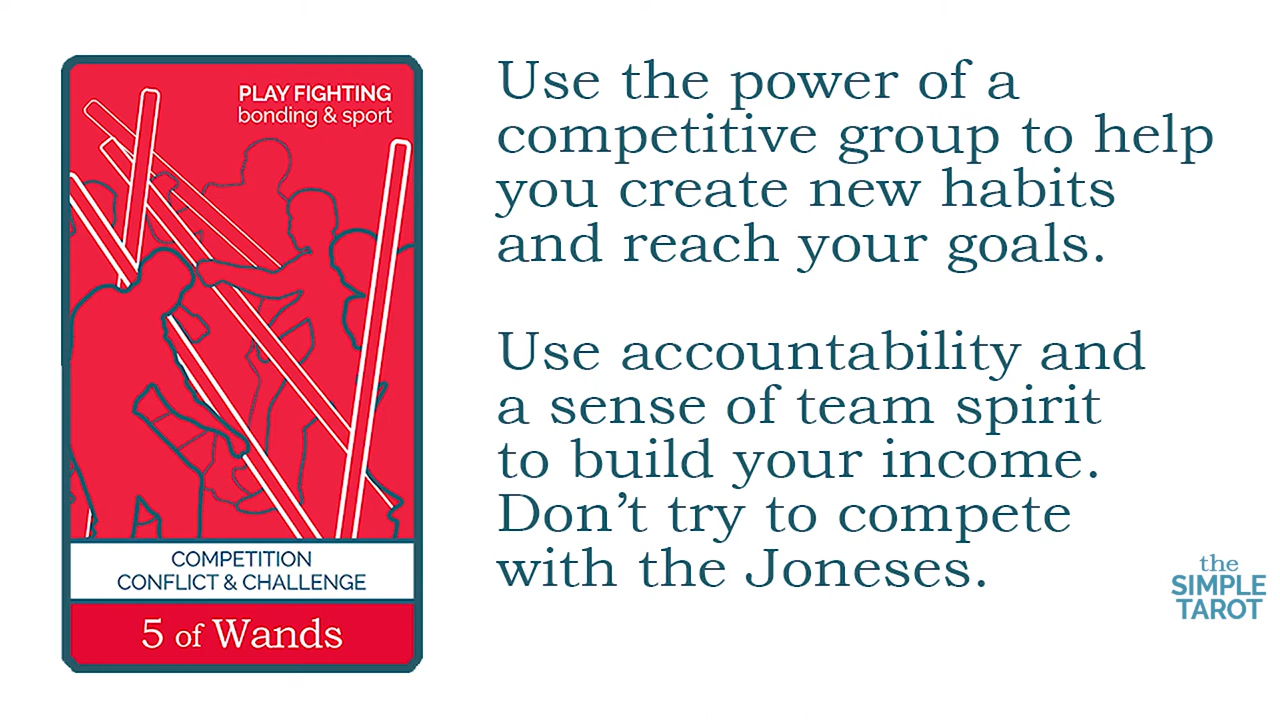 PLAY FIGHTING
bonding & sport
COMPETITION
CONFLICT & CHALLENGE
5 of Wands
Use the power of a
competitive group to help
you create new habits
and reach your goals.
Use accountability and
a sense of team spirit
to build your income.
Don't try to compete
with the Joneses.
the
SIMPLE
TAROT